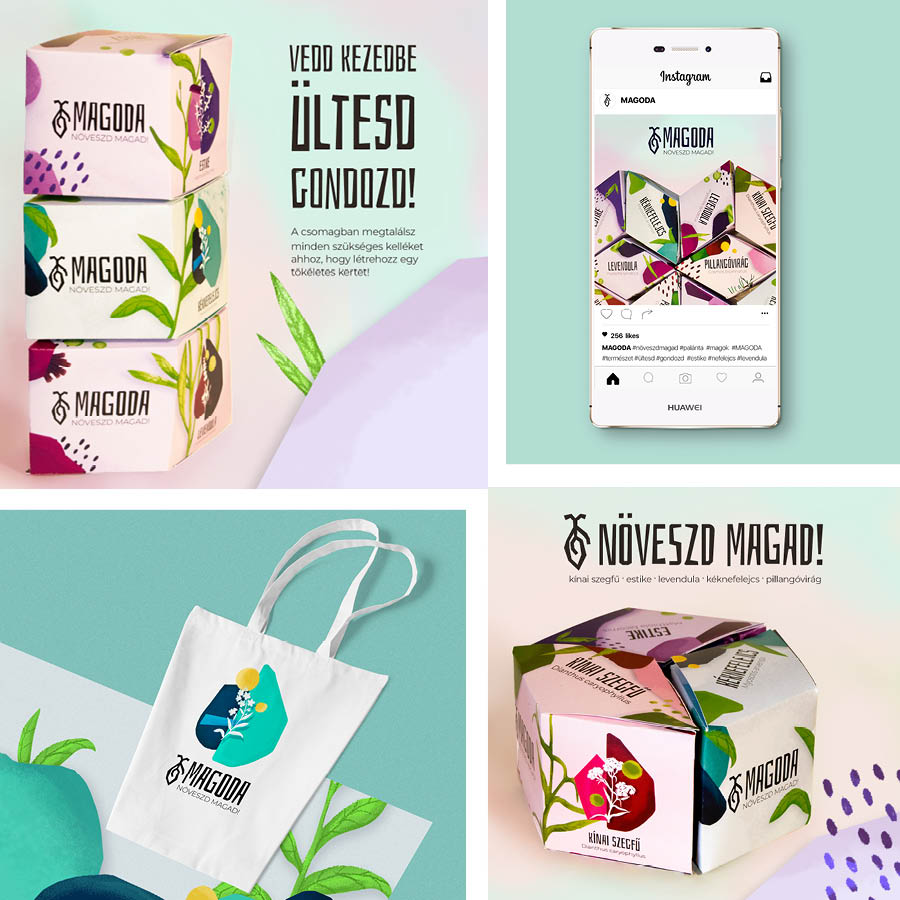 MAGODA
NÖVESZD MAGAD!
ESTIKE
MAGODA
NÖVESZD MAGAD!
KÉKNEFELEJCS
MAGODA
NÖVESZD MAGAD!
LEVENDULA
VEDD KEZEDBE
ÜLTESD
GONDOZD!
A csomagban megtalálsz
minden szükséges kelléket
ahhoz, hogy létrehozz egy
tökéletes kertet!
Instagram
MAGODA
MAGODA
NÖVESZD MAGAD!
KÉKNEFELEJCS
LEVENDULA
KÍNAI SZEGFŰ
LEVENDULA
PILLANGÓVIRÁG
256 likes
MAGODA #növeszdmagad #palánta #magok #MAGODA
#természet #ültesd #gondozd #estike #nefelejcs #levendula
HUAWEI
MAGODA
NÖVESZD MAGAD!
NÖVESZD MAGAD!
kínai szegfű · estike · levendula · kéknefelejcs · pillangóvirág
ESTIKE
KÍNAI SZEGFŰ
Dianthus caryophyllus
KÉKNEFELEJCS
MAGODA
NÖVESZD MAGAD!
KÍNAI SZEGFŰ
Dianthus caryophyllus